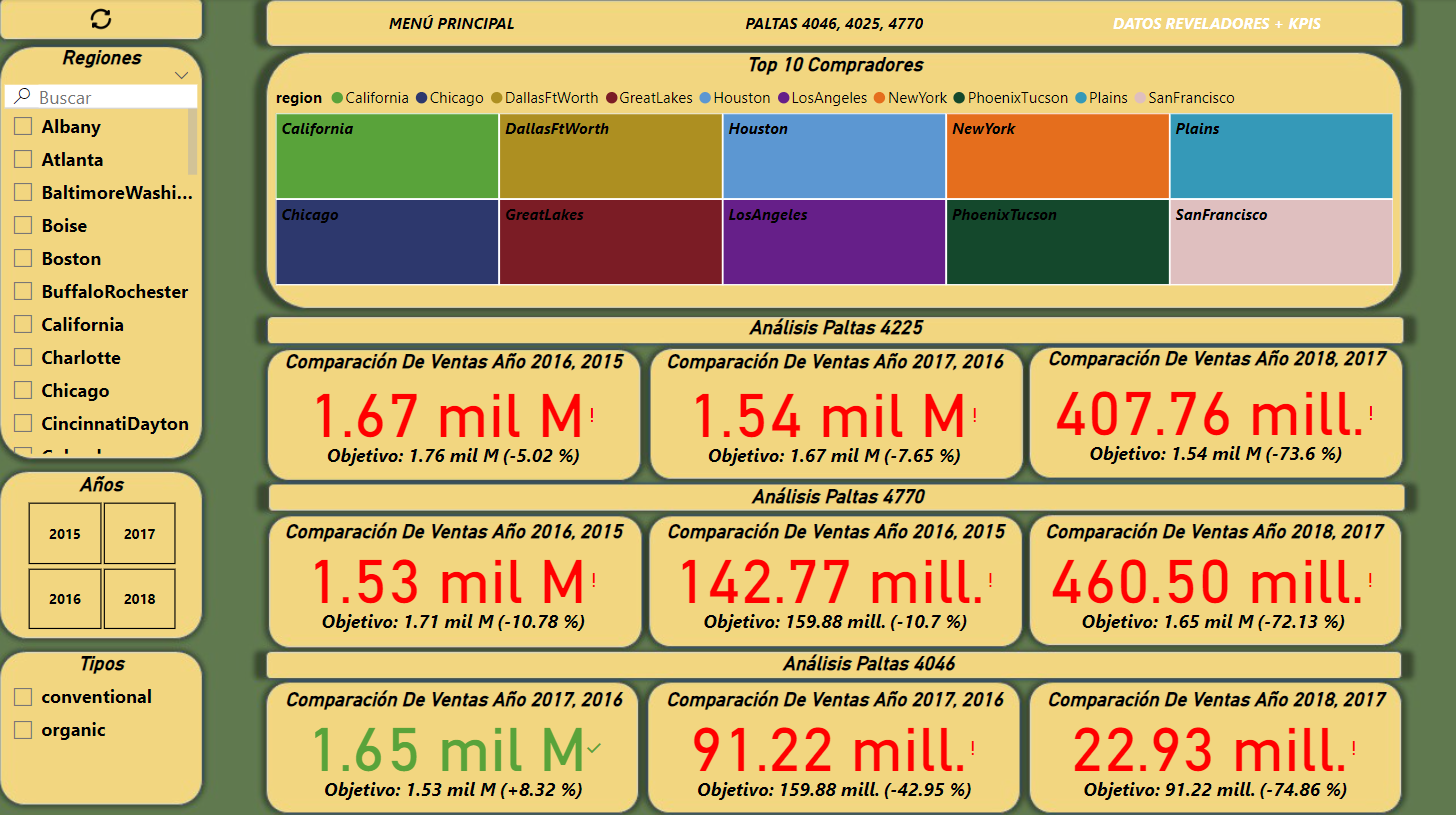 MENÚ PRINCIPAL
PALTAS 4046, 4025, 4770
DATOS REVELADORES + KPIS
Regiones
Buscar
Albany
Atlanta
BaltimoreWashi...
Boise
Boston
BuffaloRochester
California
Charlotte
Chicago
CincinnatiDayton
Años
2015 2017
2016 2018
Tipos
conventional
organic
Top 10 Compradores
region California Chicago DallasFtWorth GreatLakes Houston LosAngeles NewYork PhoenixTucson Plains SanFrancisco
California DallasFtWorth Houston NewYork Plains
Chicago GreatLakes LosAngeles PhoenixTucson SanFrancisco
Análisis Paltas 4225
Comparación De Ventas Año 2016, 2015
1.67 mil M!
Objetivo: 1.76 mil M (-5.02 %)
Comparación De Ventas Año 2017, 2016
1.54 mil M!
Objetivo: 1.67 mil M (-7.65 %)
Comparación De Ventas Año 2018, 2017
407.76 mill.!
Objetivo: 1.54 mil M (-73.6 %)
Análisis Paltas 4770
Comparación De Ventas Año 2016, 2015
1.53 mil M!
Objetivo: 1.71 mil M (-10.78 %)
Comparación De Ventas Año 2016, 2015
142.77 mill.!
Objetivo: 159.88 mill. (-10.7 %)
Comparación De Ventas Año 2018, 2017
460.50 mill.!
Objetivo: 1.65 mil M (-72.13 %)
Análisis Paltas 4046
Comparación De Ventas Año 2017, 2016
1.65 mil M✓
Objetivo: 1.53 mil M (+8.32 %)
Comparación De Ventas Año 2017, 2016
91.22 mill.!
Objetivo: 159.88 mill. (-42.95 %)
Comparación De Ventas Año 2018, 2017
22.93 mill.!
Objetivo: 91.22 mill. (-74.86 %)